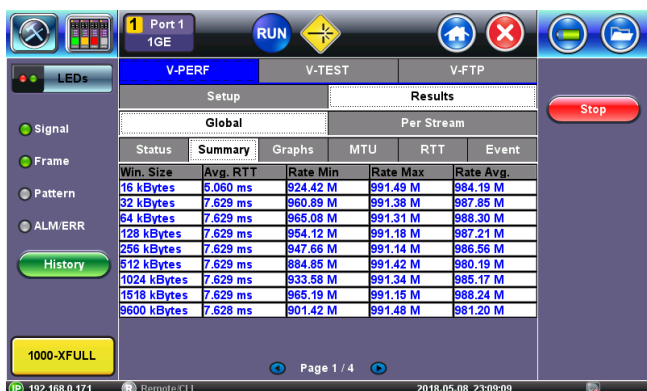 1 Port 1
1GE
RUN
LEDs
V-PERF V-TEST V-FTP
Setup Results
Global Per Stream
Status Summary Graphs MTU RTT Event
Win. Size Avg. RTT Rate Min Rate Max Rate Avg.
16 kBytes 5.060 ms 924.42 M 991.49 M 984.19 M
32 kBytes 7.629 ms 960.89 M 991.38 M 987.85 M
64 kBytes 7.629 ms 965.08 M 991.31 M 988.30 M
128 kBytes 7.629 ms 954.12 M 991.18 M 987.21 M
256 kBytes 7.629 ms 947.66 M 991.14 M 986.56 M
512 kBytes 7.629 ms 884.85 M 991.42 M 980.19 M
1024 kBytes 7.629 ms 933.58 M 991.34 M 985.17 M
1518 kBytes 7.629 ms 965.19 M 991.15 M 988.24 M
9600 kBytes 7.628 ms 901.42 M 991.48 M 981.20 M
Signal
Frame
Pattern
ALM/ERR
History
1000-XFULL
Stop
Page 1 / 4
IP 192.168.0.171 R Remote/CLI 2018.05.08 23:09:09